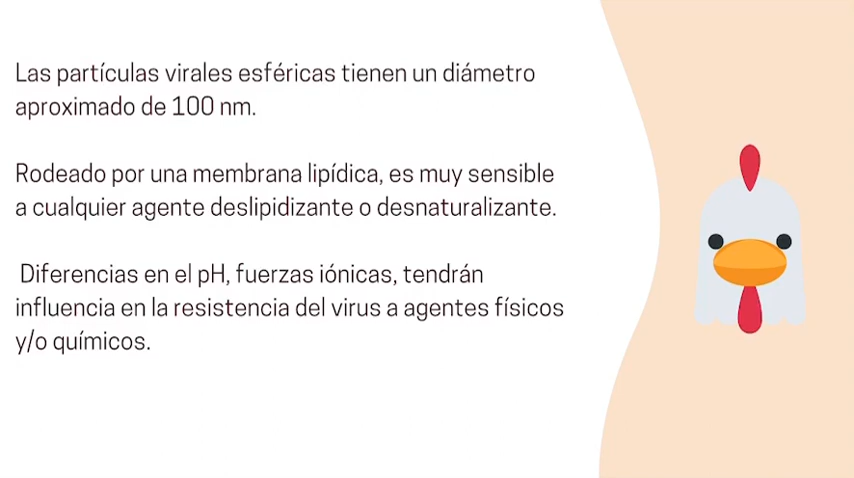 Las partículas virales esféricas tienen un diámetro
aproximado de 100 nm.
Rodeado por una membrana lipídica, es muy sensible
a cualquier agente deslipidizante o desnaturalizante.
Diferencias en el pH, fuerzas iónicas, tendrán
influencia en la resistencia del virus a agentes físicos
y/o químicos.